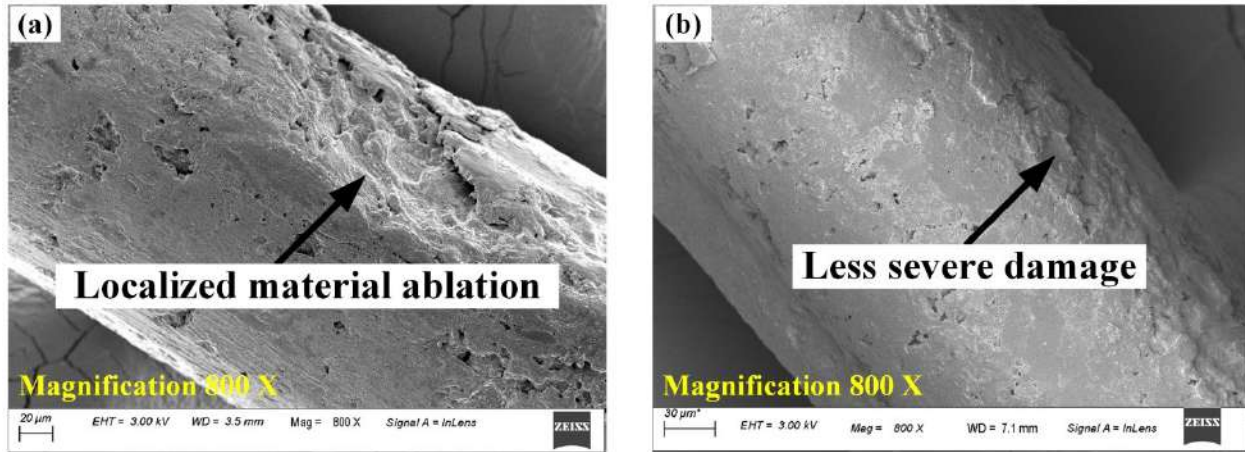 (a)
Localized material ablation
Magnification 800 X
20 µm
EHT = 3.00 kV WD = 3.5 mm Mag = 800 X Signal A = InLens
ZEISS
(b)
Less severe damage
Magnification 800 X
30 µm*
EHT = 3.00 kV Mag = 800 X WD = 7.1 mm Signal A = InLens
ZEISS